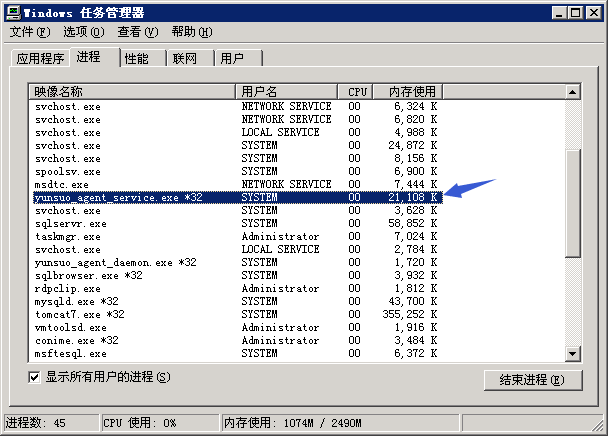 Windows 任务管理器
文件(F) 选项(O) 查看(V) 帮助(H)
应用程序 进程 性能 联网 用户
映像名称 用户名 CPU 内存使用
svchost.exe NETWORK SERVICE 00 6,324 K
svchost.exe NETWORK SERVICE 00 6,820 K
svchost.exe LOCAL SERVICE 00 4,988 K
svchost.exe SYSTEM 00 24,872 K
svchost.exe SYSTEM 00 8,156 K
spoolsv.exe SYSTEM 00 6,900 K
msdtc.exe NETWORK SERVICE 00 7,444 K
yunsuo_agent_service.exe *32 SYSTEM 00 21,108 K
svchost.exe SYSTEM 00 3,628 K
sqlservr.exe SYSTEM 00 58,852 K
taskmgr.exe Administrator 00 7,024 K
svchost.exe LOCAL SERVICE 00 2,784 K
yunsuo_agent_daemon.exe *32 SYSTEM 00 1,720 K
sqlbrowser.exe *32 SYSTEM 00 3,932 K
rdpclip.exe Administrator 00 1,812 K
mysqld.exe *32 SYSTEM 00 43,700 K
tomcat7.exe *32 SYSTEM 00 355,252 K
vmtoolsd.exe Administrator 00 1,916 K
conime.exe *32 Administrator 00 3,484 K
msftesql.exe SYSTEM 00 6,372 K
显示所有用户的进程(S) 结束进程(E)
进程数: 45 CPU 使用: 0% 内存使用: 1074M / 2490M